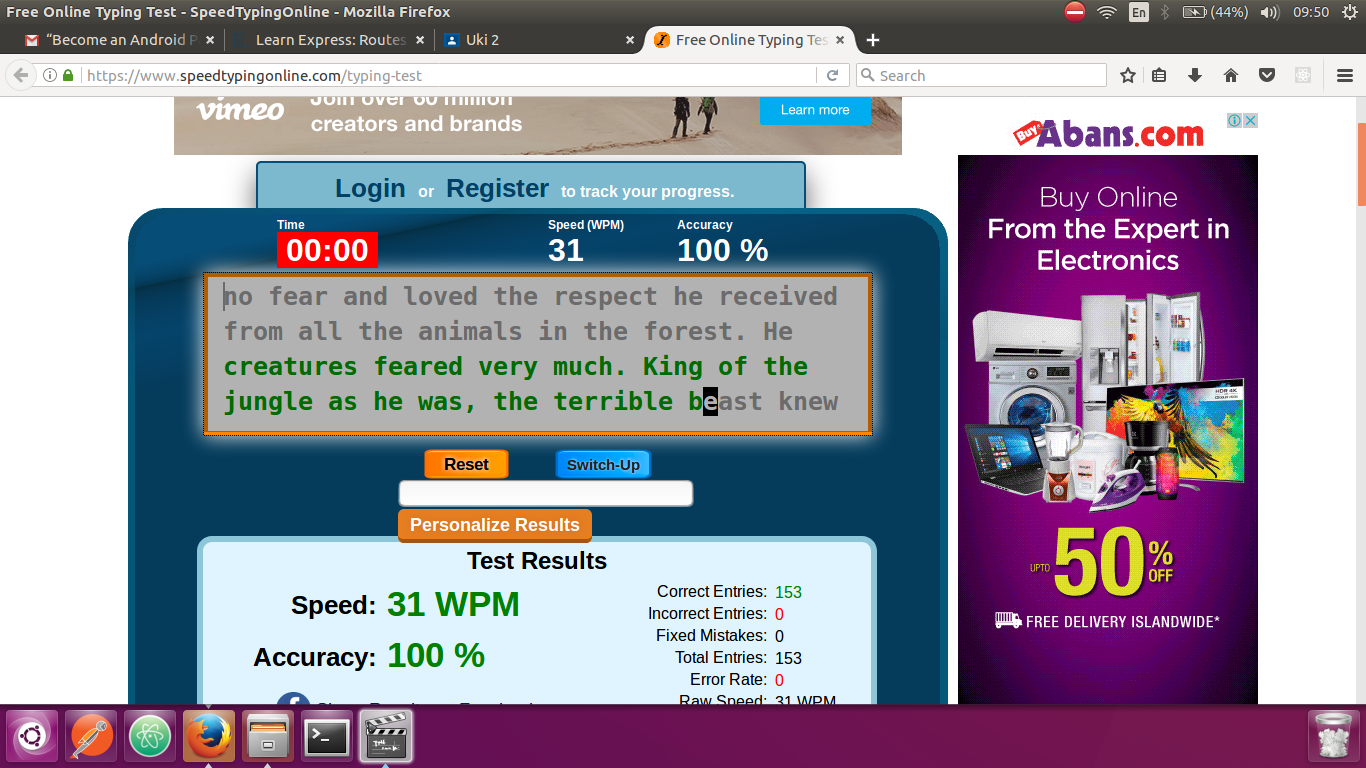 Free Online Typing Test - SpeedTypingOnline - Mozilla Firefox
En
(44%)
09:50
“Become an Android P
Learn Express: Routes
Uki 2
Free Online Typing Tes
https://www.speedtypingonline.com/typing-test
Search
vimeo
Join over 60 million
creators and brands
Learn more
Buy Abans.com
Login or Register to track your progress.
Time
Speed (WPM)
Accuracy
00:00
31
100 %
no fear and loved the respect he received
from all the animals in the forest. He
creatures feared very much. King of the
jungle as he was, the terrible beast knew
Reset
Switch-Up
Personalize Results
Test Results
Speed: 31 WPM
Accuracy: 100 %
Correct Entries: 153
Incorrect Entries: 0
Fixed Mistakes: 0
Total Entries: 153
Error Rate: 0
Raw Speed: 31 WPM
Buy Online
From the Expert in
Electronics
HDR 4K
UPTO 50% OFF
FREE DELIVERY ISLANDWIDE*